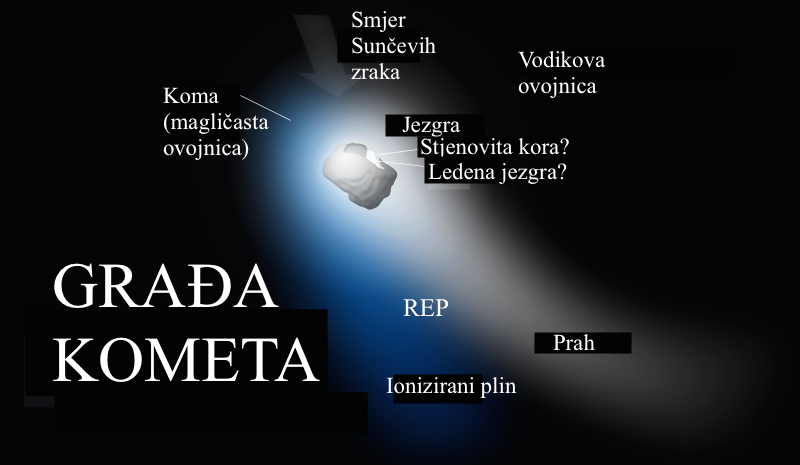 Smjer
Sunčevih
zraka
Vodikova
ovojnica
Koma
(magličasta
ovojnica)
Jezgra
Stjenovita kora?
Ledena jezgra?
GRAĐA
KOMETA
REP
Prah
Ionizirani plin